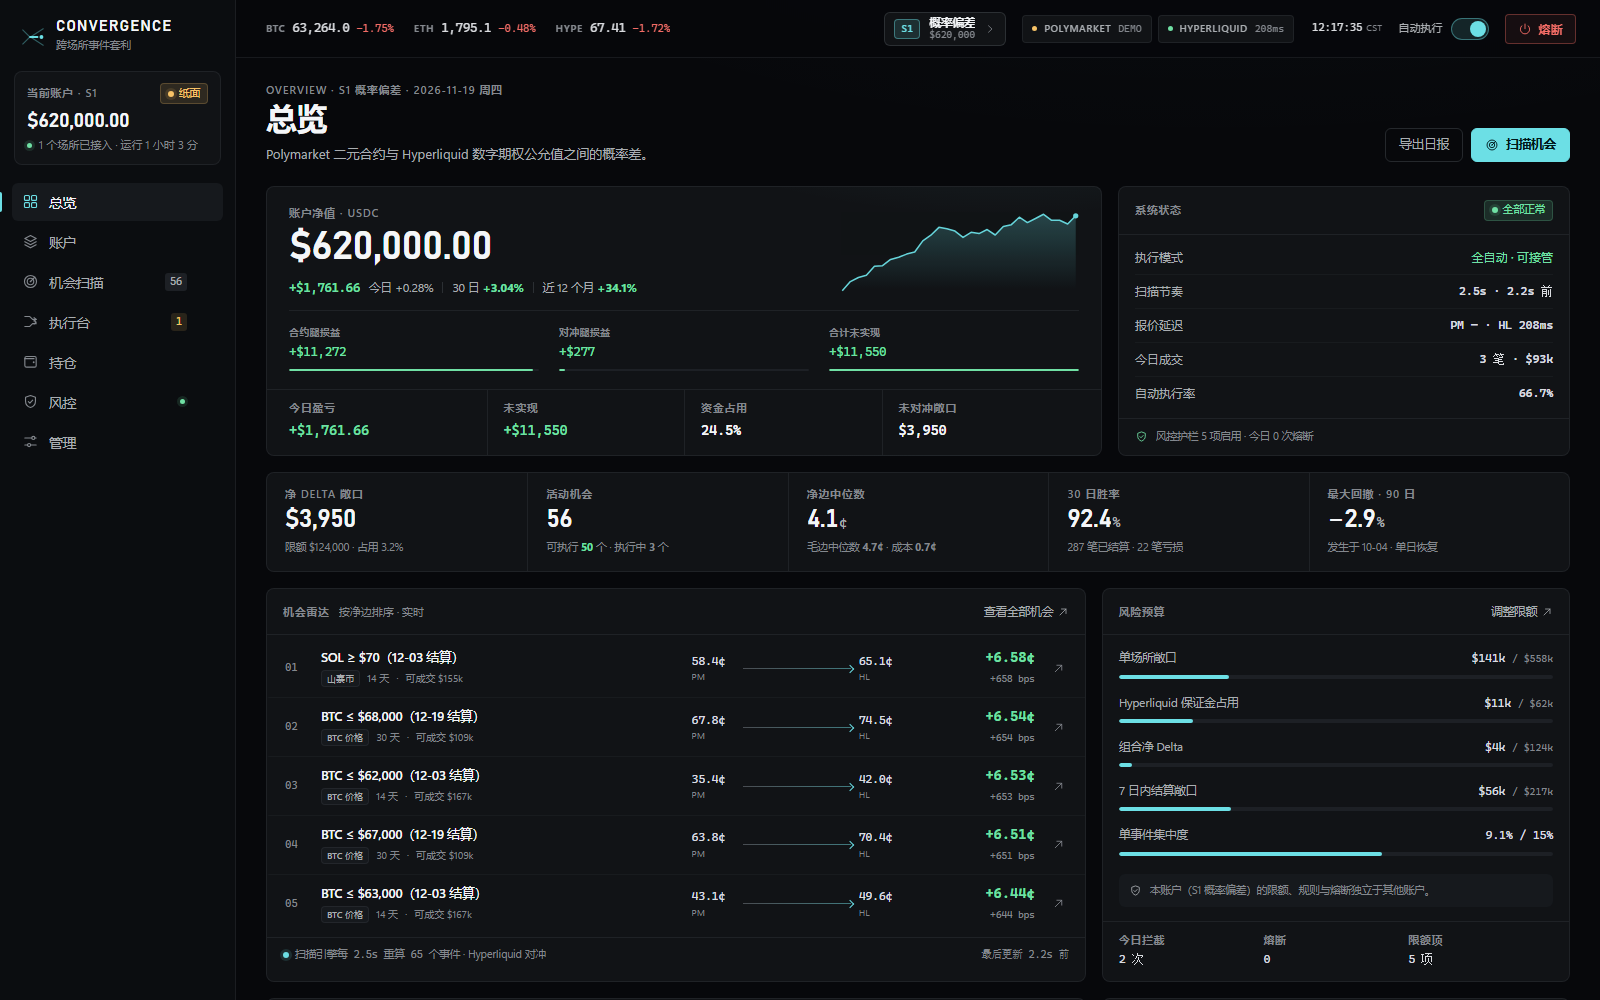 CONVERGENCE
跨场所事件套利
BTC 63,264.0 −1.75% ETH 1,795.1 −0.48% HYPE 67.41 −1.72%
S1 概率偏差 $620,000
POLYMARKET DEMO
HYPERLIQUID 208ms
12:17:35 CST
自动执行
熔断
当前账户 · S1
纸面
$620,000.00
1 个场所已接入 · 运行 1 小时 3 分
总览
账户
机会扫描 56
执行台 1
持仓
风控
管理
OVERVIEW · S1 概率偏差 · 2026-11-19 周四
总览
Polymarket 二元合约与 Hyperliquid 数字期权公允值之间的概率差。
导出日报
扫描机会
账户净值 · USDC
$620,000.00
+$1,761.66 今日 +0.28% 30 日 +3.04% 近 12 个月 +34.1%
合约腿损益
+$11,272
对冲腿损益
+$277
合计未实现
+$11,550
今日盈亏
+$1,761.66
未实现
+$11,550
资金占用
24.5%
未对冲敞口
$3,950
系统状态
全部正常
执行模式 全自动 · 可接管
扫描节奏 2.5s · 2.2s 前
报价延迟 PM — · HL 208ms
今日成交 3 笔 · $93k
自动执行率 66.7%
风控护栏 5 项启用 · 今日 0 次熔断
净 DELTA 敞口
$3,950
限额 $124,000 · 占用 3.2%
活动机会
56
可执行 50 个 · 执行中 3 个
净边中位数
4.1¢
毛边中位数 4.7¢ · 成本 0.7¢
30 日胜率
92.4%
287 笔已结算 · 22 笔亏损
最大回撤 · 90 日
−2.9%
发生于 10-04 · 单日恢复
机会雷达 按净边排序 · 实时
查看全部机会
01 SOL ≥ $70（12-03 结算）
山寨币 14 天 · 可成交 $155k
58.4¢ PM
65.1¢ HL
+6.58¢
+658 bps
02 BTC ≤ $68,000（12-19 结算）
BTC 价格 30 天 · 可成交 $109k
67.8¢ PM
74.5¢ HL
+6.54¢
+654 bps
03 BTC ≤ $62,000（12-03 结算）
BTC 价格 14 天 · 可成交 $167k
35.4¢ PM
42.0¢ HL
+6.53¢
+653 bps
04 BTC ≤ $67,000（12-19 结算）
BTC 价格 30 天 · 可成交 $109k
63.8¢ PM
70.4¢ HL
+6.51¢
+651 bps
05 BTC ≤ $63,000（12-03 结算）
BTC 价格 14 天 · 可成交 $167k
43.1¢ PM
49.6¢ HL
+6.44¢
+644 bps
扫描引擎每 2.5s 重算 65 个事件 · Hyperliquid 对冲
最后更新 2.2s 前
风险预算
调整限额
单场所敞口 $141k / $558k
Hyperliquid 保证金占用 $11k / $62k
组合净 Delta $4k / $124k
7 日内结算敞口 $56k / $217k
单事件集中度 9.1% / 15%
本账户（S1 概率偏差）的限额、规则与熔断独立于其他账户。
今日拦截
2 次
熔断
0
限额项
5 项